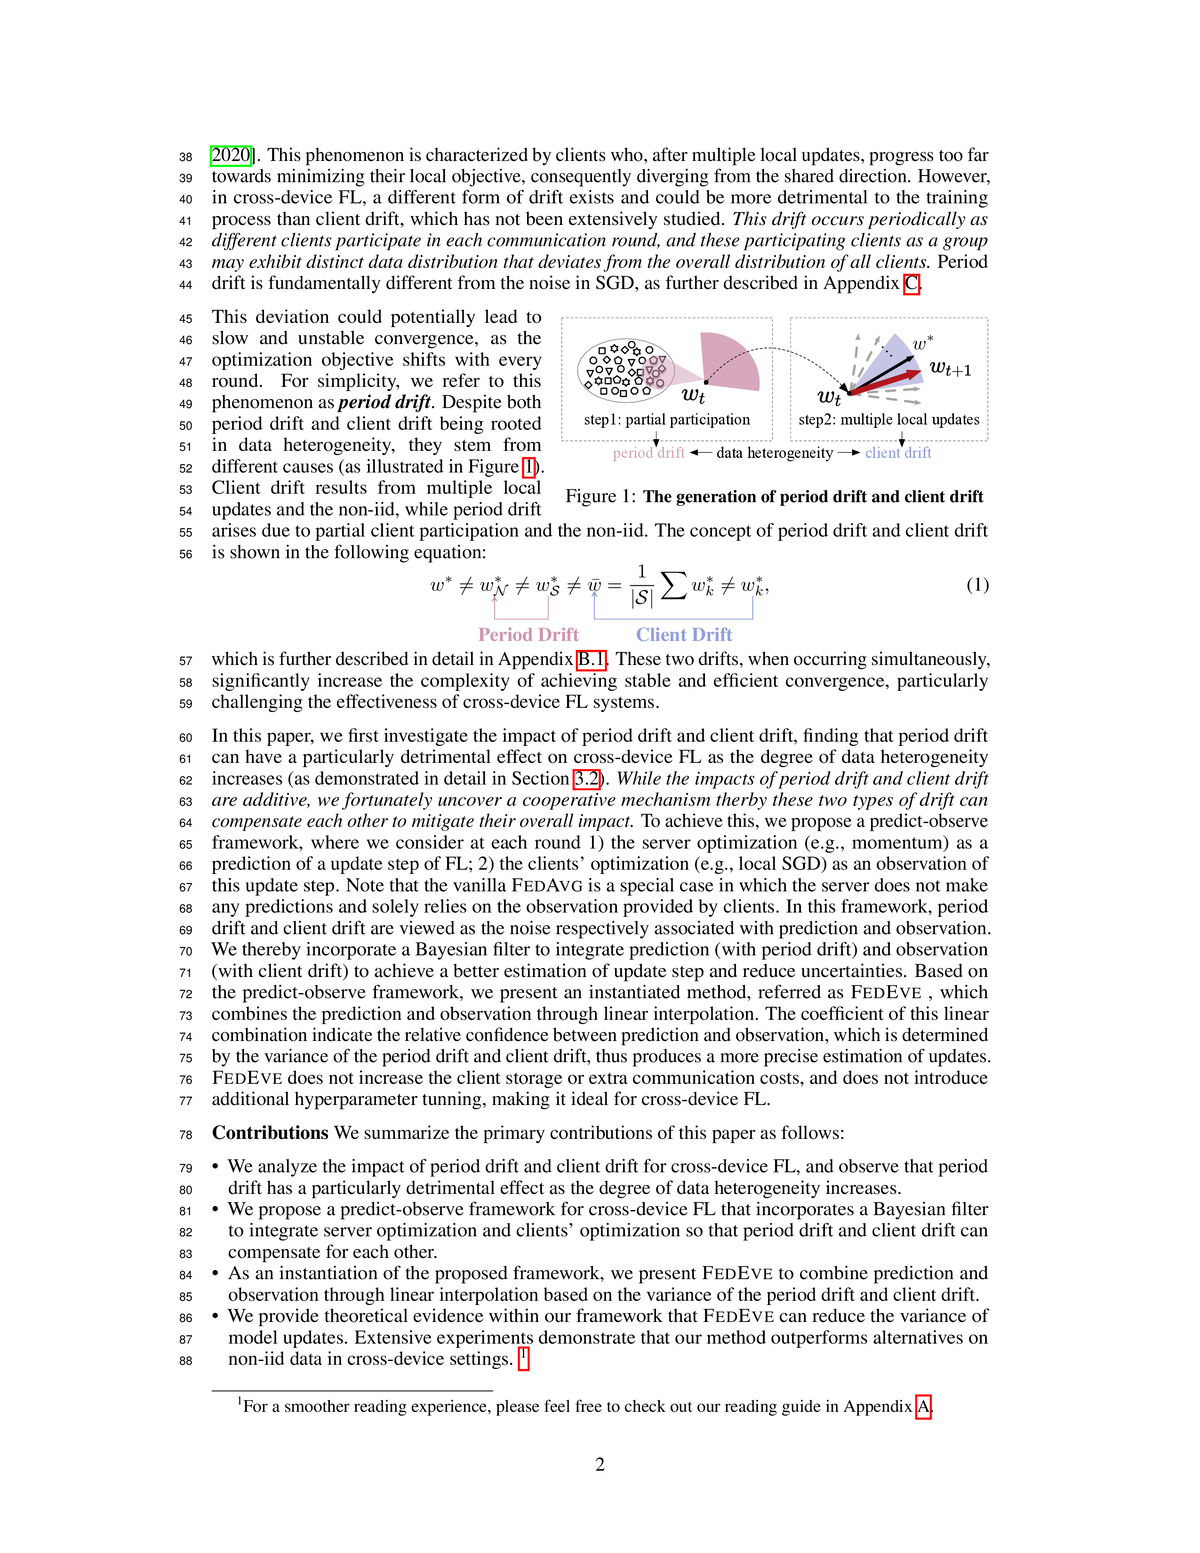 38 2020]. This phenomenon is characterized by clients who, after multiple local updates, progress too far
39 towards minimizing their local objective, consequently diverging from the shared direction. However,
40 in cross-device FL, a different form of drift exists and could be more detrimental to the training
41 process than client drift, which has not been extensively studied. This drift occurs periodically as
42 different clients participate in each communication round, and these participating clients as a group
43 may exhibit distinct data distribution that deviates from the overall distribution of all clients. Period
44 drift is fundamentally different from the noise in SGD, as further described in Appendix C.
45 This deviation could potentially lead to
46 slow and unstable convergence, as the
47 optimization objective shifts with every
48 round. For simplicity, we refer to this
49 phenomenon as period drift. Despite both
50 period drift and client drift being rooted
51 in data heterogeneity, they stem from
52 different causes (as illustrated in Figure 1).
53 Client drift results from multiple local
54 updates and the non-iid, while period drift
w_t
step1: partial participation
w*
w_{t+1}
w_t
step2: multiple local updates
period drift ← data heterogeneity → client drift
Figure 1: The generation of period drift and client drift
55 arises due to partial client participation and the non-iid. The concept of period drift and client drift
56 is shown in the following equation:
w* ≠ w*_𝒩 ≠ w*_𝒮 ≠ w̄ = 1/|𝒮| ∑ w*_k ≠ w*_k, (1)
Period Drift Client Drift
57 which is further described in detail in Appendix B.1. These two drifts, when occurring simultaneously,
58 significantly increase the complexity of achieving stable and efficient convergence, particularly
59 challenging the effectiveness of cross-device FL systems.
60 In this paper, we first investigate the impact of period drift and client drift, finding that period drift
61 can have a particularly detrimental effect on cross-device FL as the degree of data heterogeneity
62 increases (as demonstrated in detail in Section 3.2). While the impacts of period drift and client drift
63 are additive, we fortunately uncover a cooperative mechanism therby these two types of drift can
64 compensate each other to mitigate their overall impact. To achieve this, we propose a predict-observe
65 framework, where we consider at each round 1) the server optimization (e.g., momentum) as a
66 prediction of a update step of FL; 2) the clients' optimization (e.g., local SGD) as an observation of
67 this update step. Note that the vanilla FEDAVG is a special case in which the server does not make
68 any predictions and solely relies on the observation provided by clients. In this framework, period
69 drift and client drift are viewed as the noise respectively associated with prediction and observation.
70 We thereby incorporate a Bayesian filter to integrate prediction (with period drift) and observation
71 (with client drift) to achieve a better estimation of update step and reduce uncertainties. Based on
72 the predict-observe framework, we present an instantiated method, referred as FEDEVE , which
73 combines the prediction and observation through linear interpolation. The coefficient of this linear
74 combination indicate the relative confidence between prediction and observation, which is determined
75 by the variance of the period drift and client drift, thus produces a more precise estimation of updates.
76 FEDEVE does not increase the client storage or extra communication costs, and does not introduce
77 additional hyperparameter tunning, making it ideal for cross-device FL.
78 Contributions We summarize the primary contributions of this paper as follows:
79 • We analyze the impact of period drift and client drift for cross-device FL, and observe that period
80 drift has a particularly detrimental effect as the degree of data heterogeneity increases.
81 • We propose a predict-observe framework for cross-device FL that incorporates a Bayesian filter
82 to integrate server optimization and clients' optimization so that period drift and client drift can
83 compensate for each other.
84 • As an instantiation of the proposed framework, we present FEDEVE to combine prediction and
85 observation through linear interpolation based on the variance of the period drift and client drift.
86 • We provide theoretical evidence within our framework that FEDEVE can reduce the variance of
87 model updates. Extensive experiments demonstrate that our method outperforms alternatives on
88 non-iid data in cross-device settings. 1
1For a smoother reading experience, please feel free to check out our reading guide in Appendix A.
2